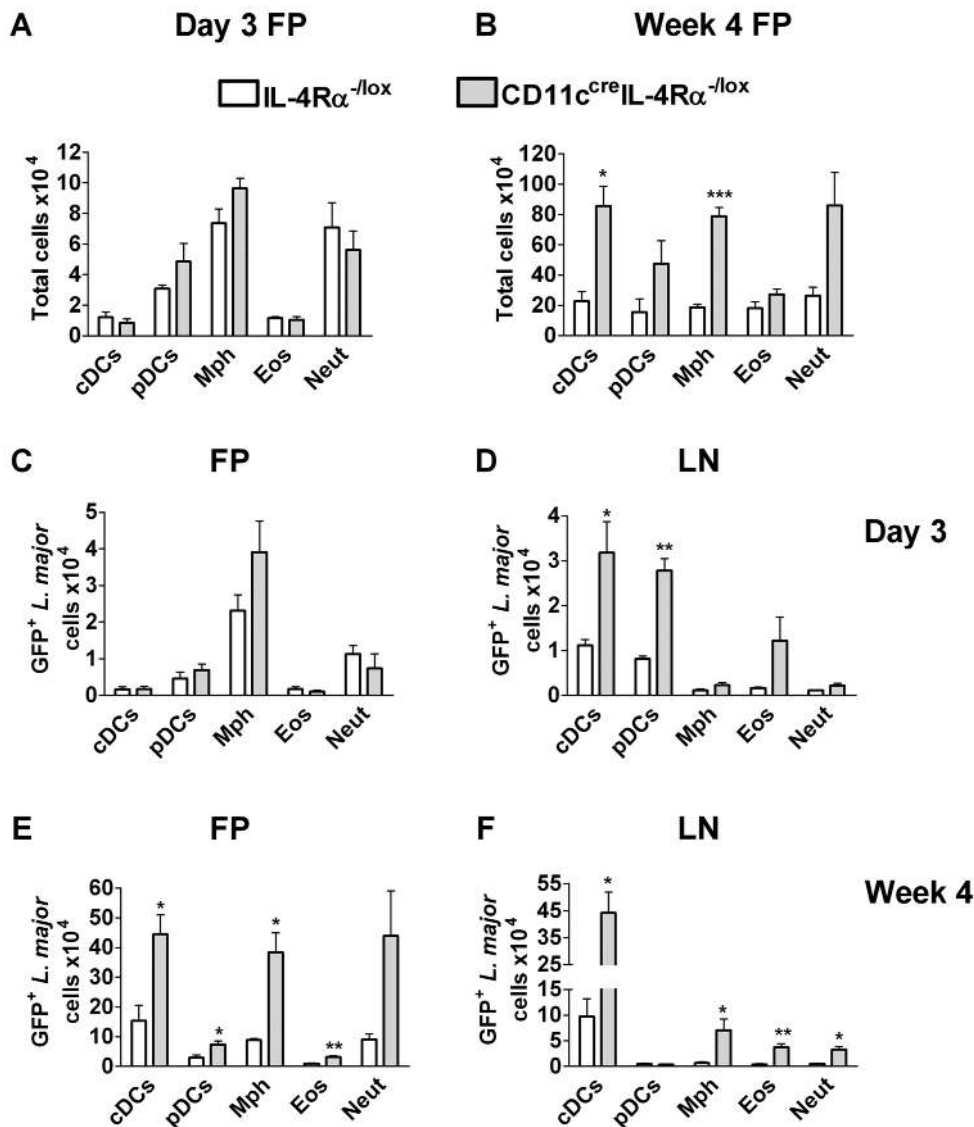 A Day 3 FP B Week 4 FP
IL-4Rα-/lox CD11ccreIL-4Rα-/lox
Total cells x10⁴
12
10
8
6
4
2
0
cDCs pDCs Mph Eos Neut
Total cells x10⁴
120
100
80
60
40
20
0
* ***
cDCs pDCs Mph Eos Neut
C FP
GFP⁺ L. major
cells x10⁴
5
4
3
2
1
0
cDCs pDCs Mph Eos Neut
D LN
GFP⁺ L. major
cells x10⁴
4
3
2
1
0
* **
cDCs pDCs Mph Eos Neut
Day 3
E FP
GFP⁺ L. major
cells x10⁴
60
50
40
30
20
10
0
* * * **
cDCs pDCs Mph Eos Neut
F LN
GFP⁺ L. major
cells x10⁴
55
45
35
25
15
10
5
0
* * ** *
cDCs pDCs Mph Eos Neut
Week 4